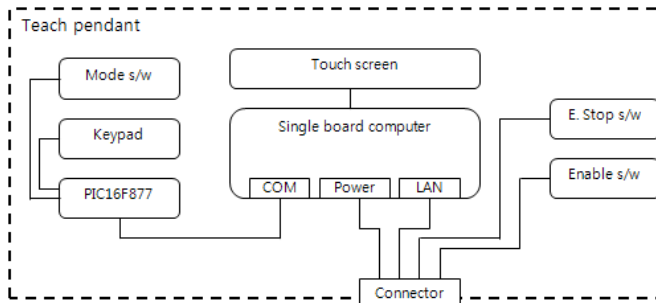 Teach pendant
Mode s/w
Touch screen
Keypad
Single board computer
E. Stop s/w
PIC16F877
COM
Power
LAN
Enable s/w
Connector